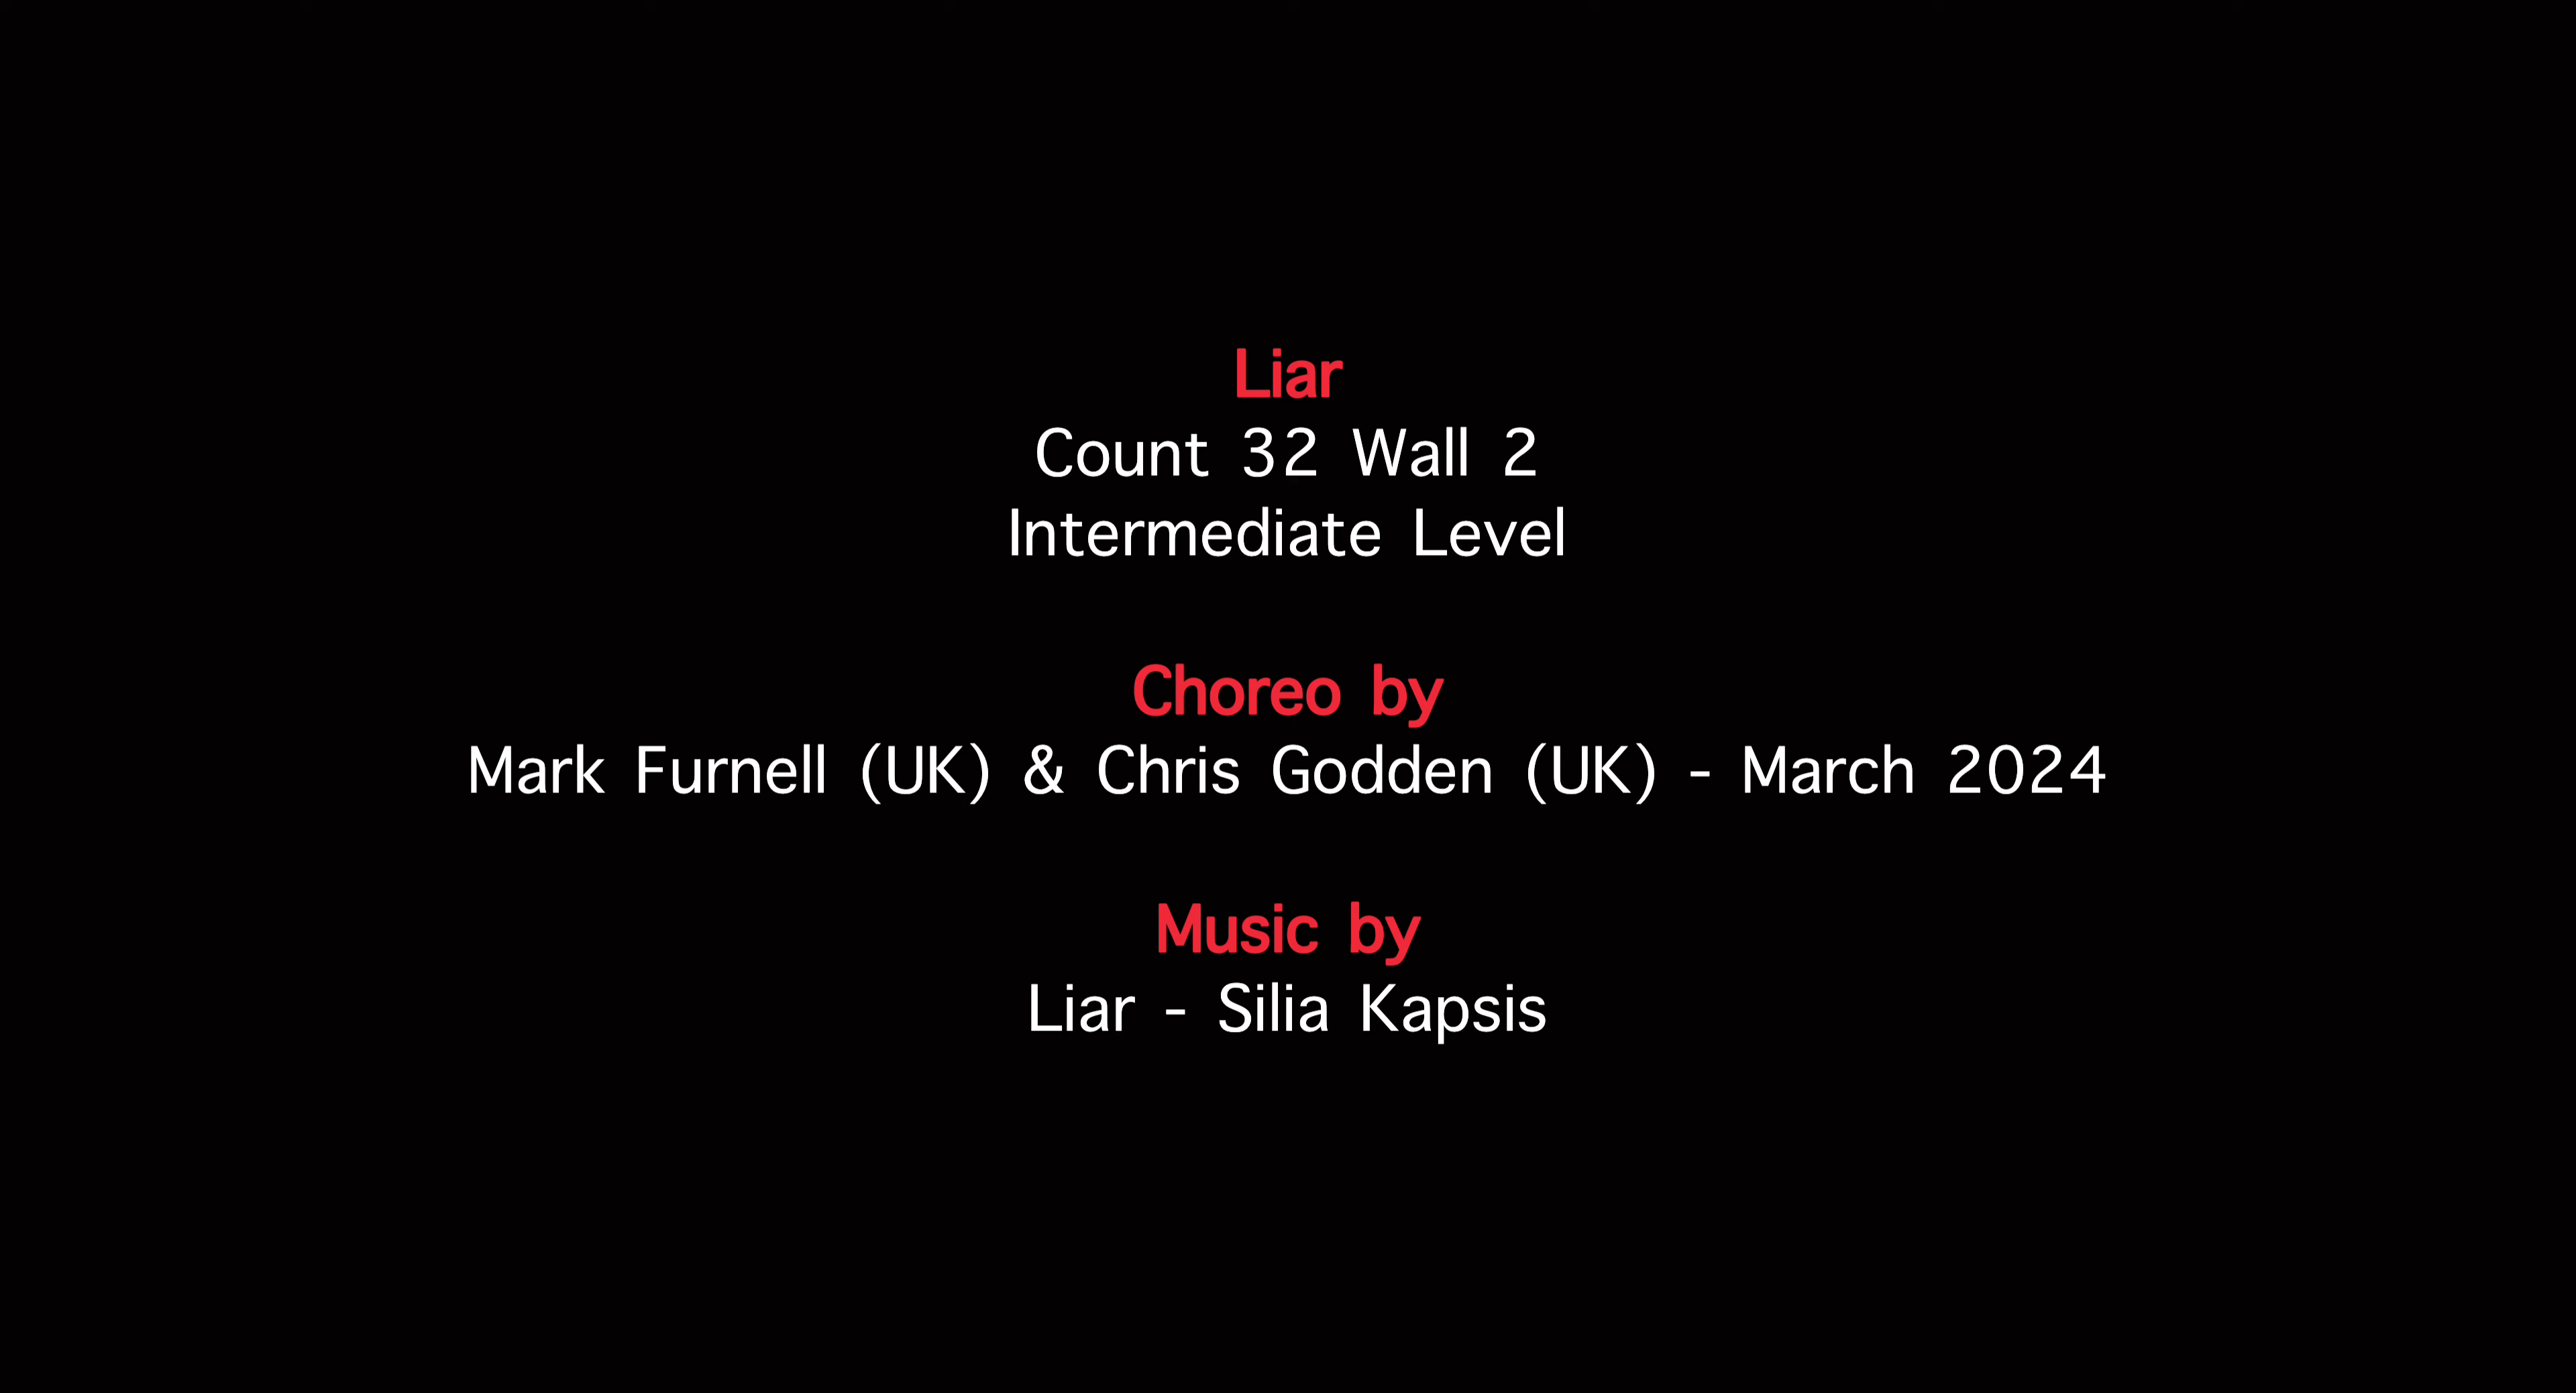 Liar
Count 32 Wall 2
Intermediate Level
Choreo by
Mark Furnell (UK) & Chris Godden (UK) - March 2024
Music by
Liar - Silia Kapsis